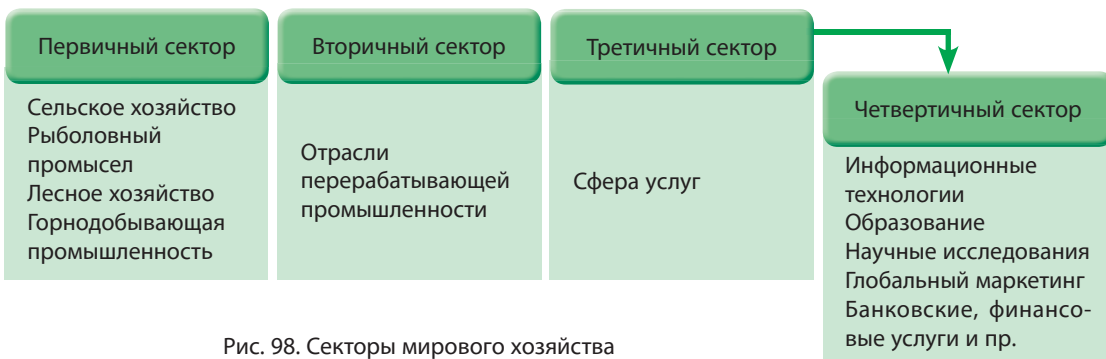 Первичный сектор
Сельское хозяйство
Рыболовный
промысел
Лесное хозяйство
Горнодобывающая
промышленность
Вторичный сектор
Отрасли
перерабатывающей
промышленности
Третичный сектор
Сфера услуг
Четвертичный сектор
Информационные
технологии
Образование
Научные исследования
Глобальный маркетинг
Банковские, финансо-
вые услуги и пр.
Рис. 98. Секторы мирового хозяйства